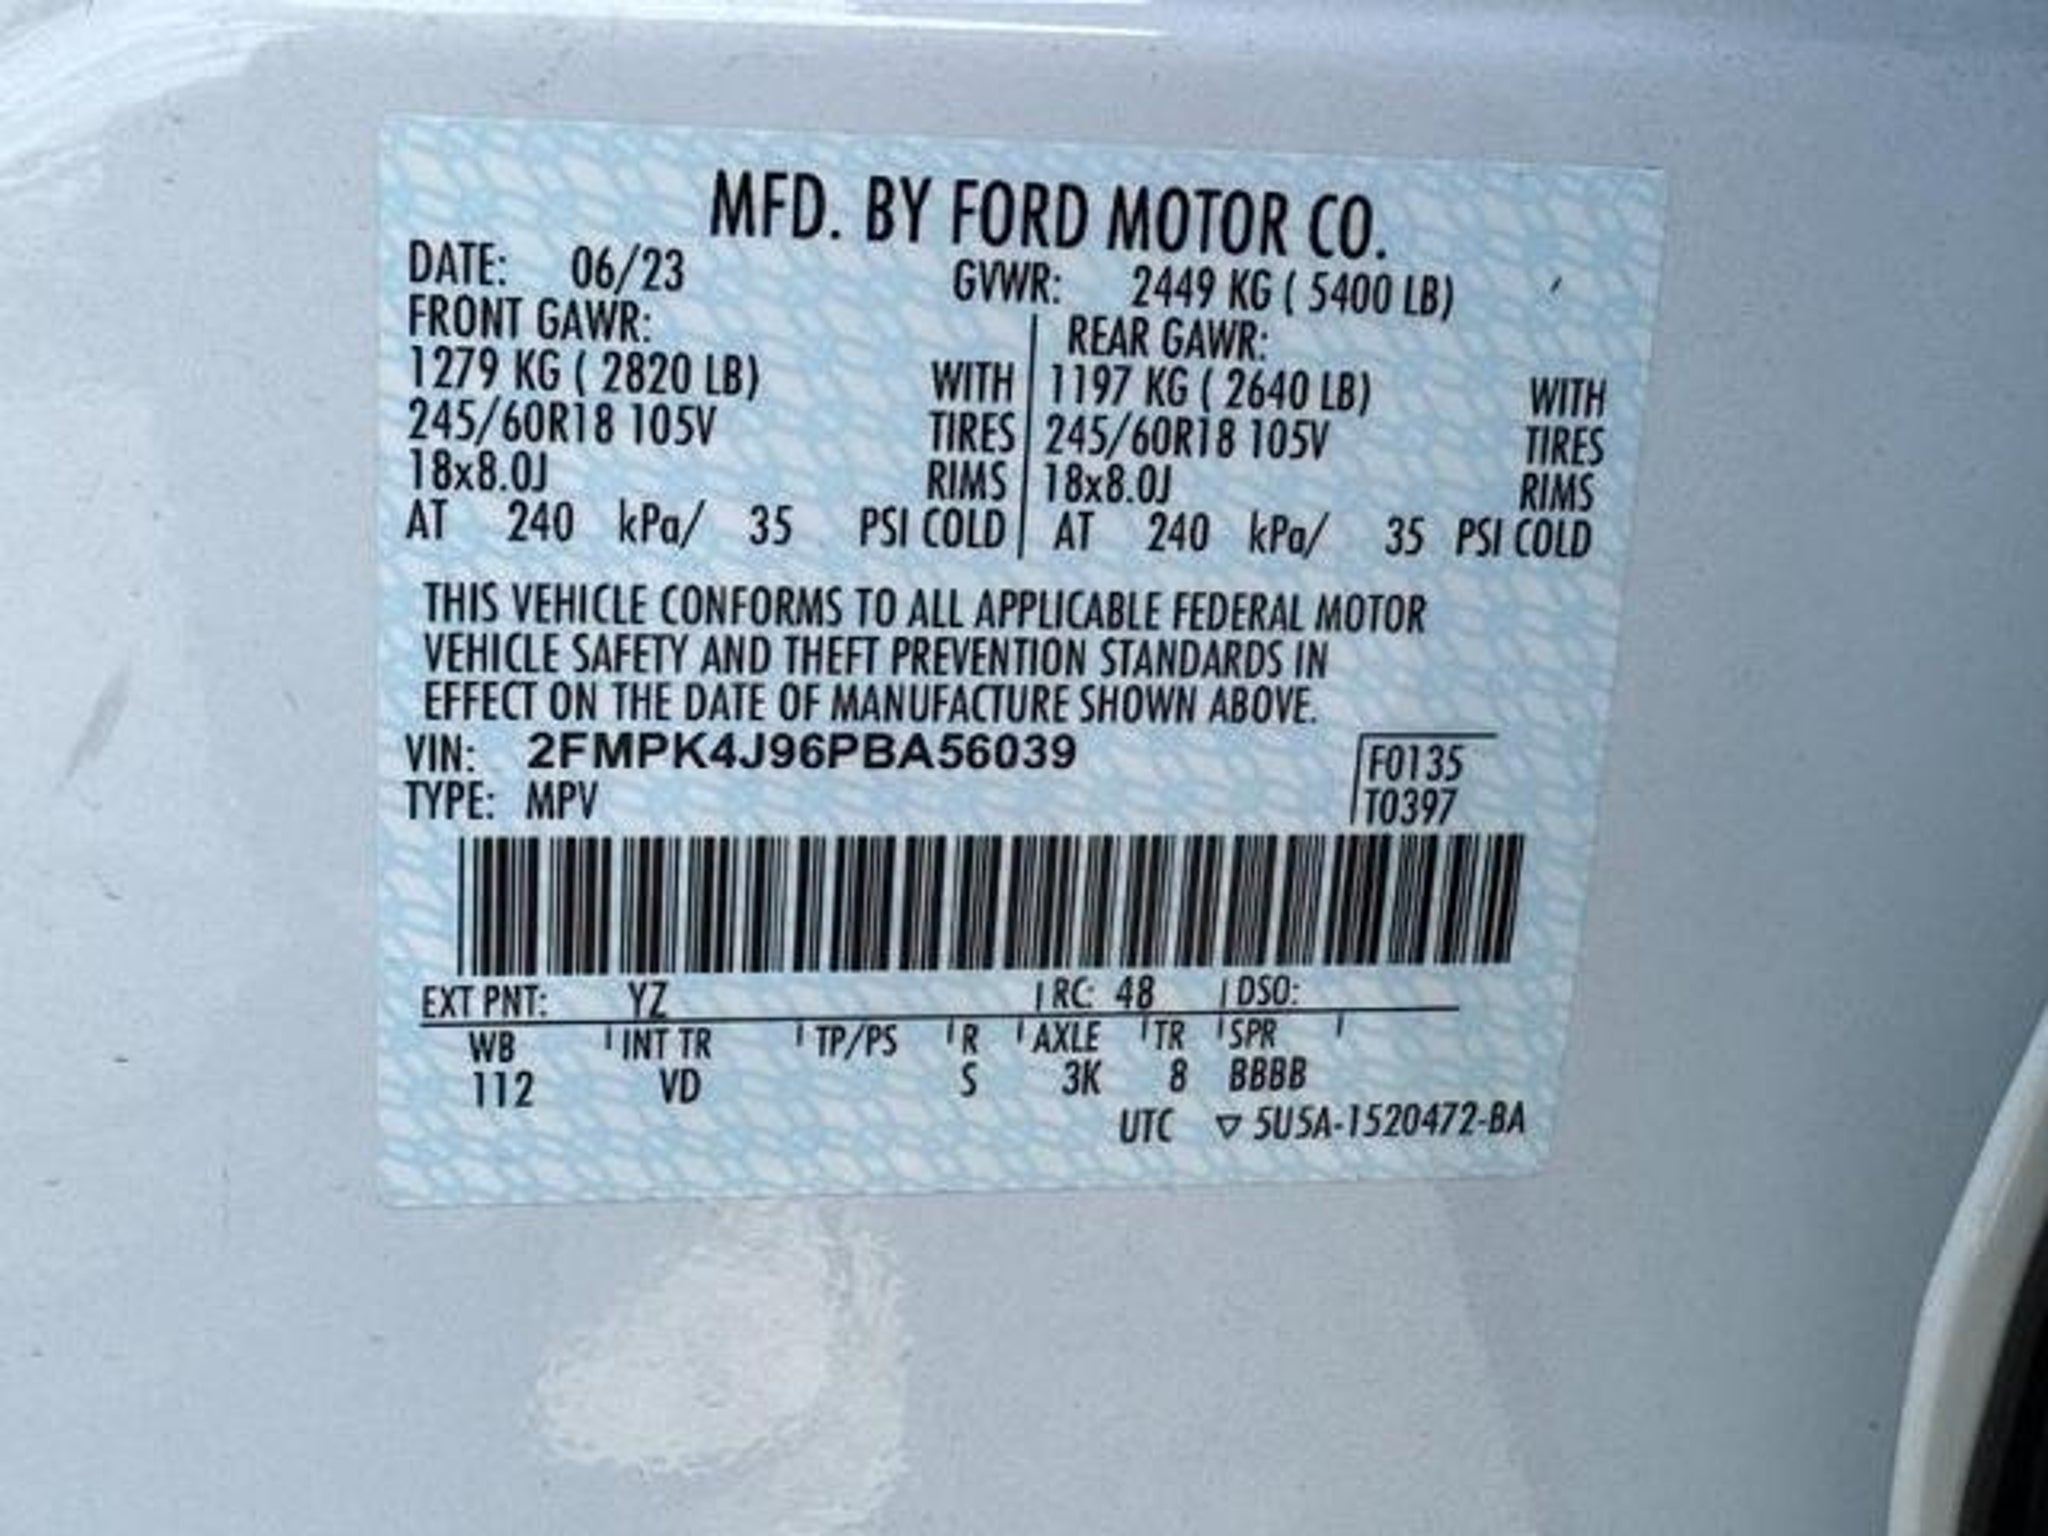 MFD. BY FORD MOTOR CO.
DATE: 06/23 GVWR: 2449 KG ( 5400 LB)
FRONT GAWR: REAR GAWR:
1279 KG ( 2820 LB) WITH 1197 KG ( 2640 LB) WITH
245/60R18 105V TIRES 245/60R18 105V TIRES
18x8.0J RIMS 18x8.0J RIMS
AT 240 kPa/ 35 PSI COLD AT 240 kPa/ 35 PSI COLD
THIS VEHICLE CONFORMS TO ALL APPLICABLE FEDERAL MOTOR
VEHICLE SAFETY AND THEFT PREVENTION STANDARDS IN
EFFECT ON THE DATE OF MANUFACTURE SHOWN ABOVE.
VIN: 2FMPK4J96PBA56039 F0135
TYPE: MPV T0397
EXT PNT: YZ RC: 48 DSO:
WB INT TR TP/PS R AXLE TR SPR
112 VD S 3K 8 BBBB
UTC ▽ 5U5A-1520472-BA